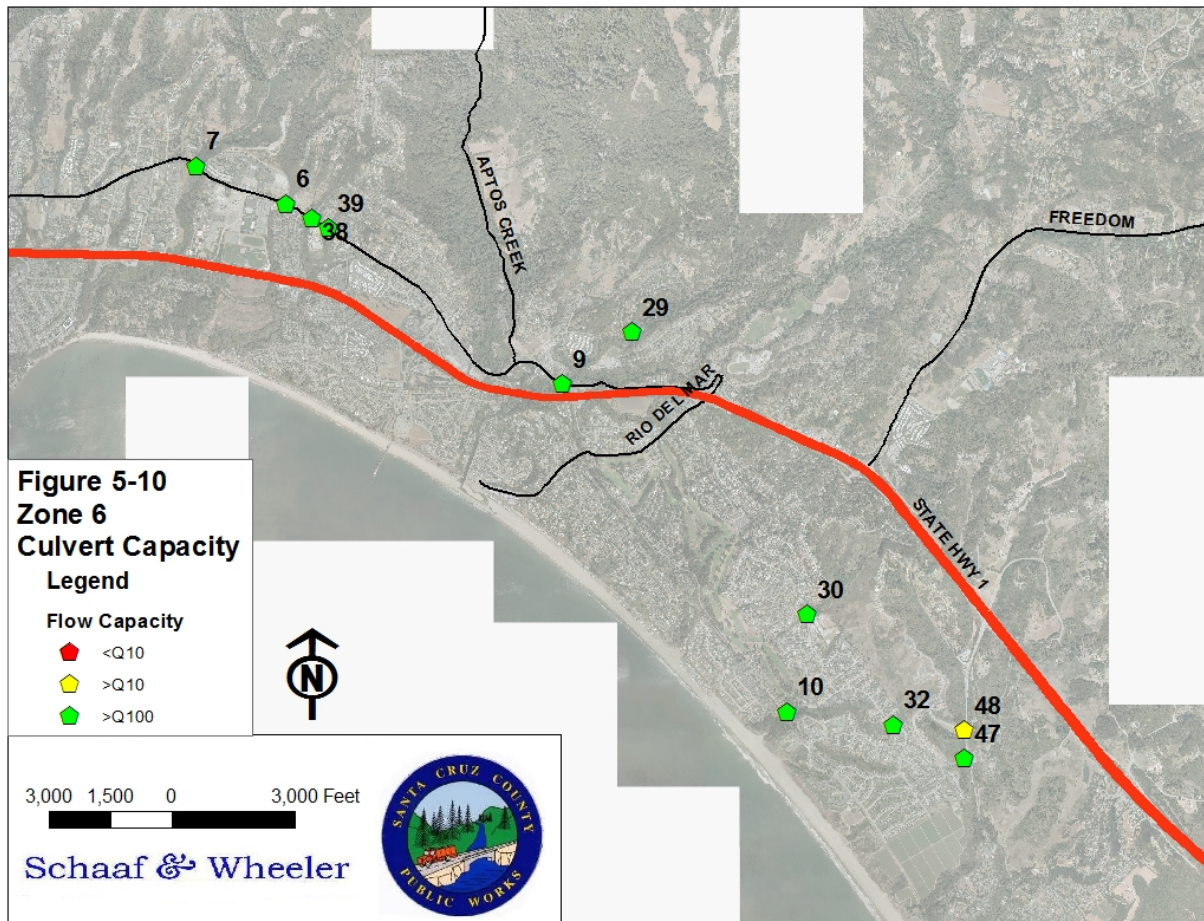 7
6
39
38
APTOS CREEK
FREEDOM
29
9
RIO DEL MAR
STATE HWY 1
30
10
32
48
47
Figure 5-10
Zone 6
Culvert Capacity
Legend
Flow Capacity
<Q10
>Q10
>Q100
N
3,000 1,500 0 3,000 Feet
Schaaf & Wheeler
SANTA CRUZ COUNTY
PUBLIC WORKS